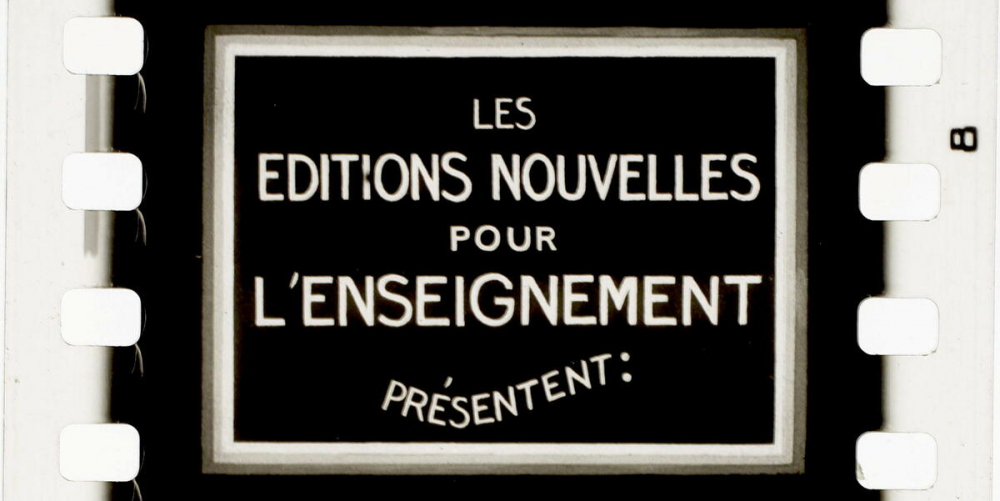 LES
EDITIONS NOUVELLES
POUR
L'ENSEIGNEMENT
PRÉSENTENT:
8